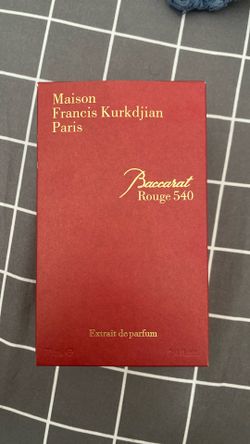 Maison
Francis Kurkdjian
Paris
Baccarat
Rouge 540
Extrait de parfum